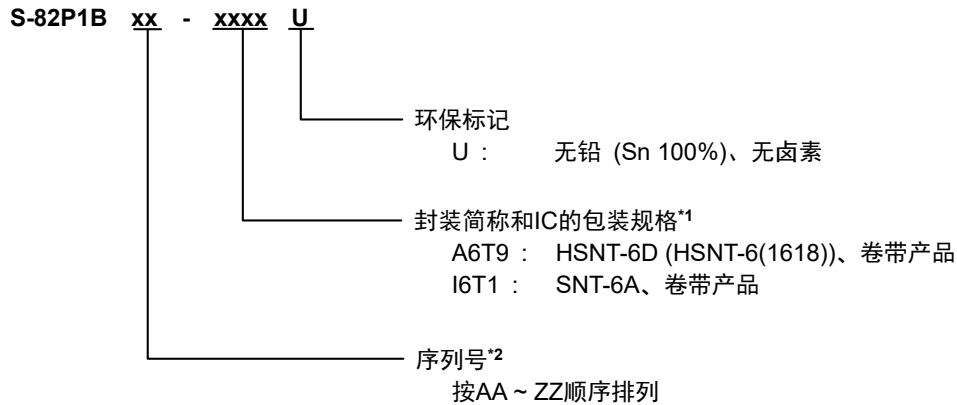 S-82P1B xx - xxxx U
环保标记
U : 无铅 (Sn 100%)、无卤素
封装简称和IC的包装规格*1
A6T9 : HSNT-6D (HSNT-6(1618))、卷带产品
I6T1 : SNT-6A、卷带产品
序列号*2
按AA ~ ZZ顺序排列